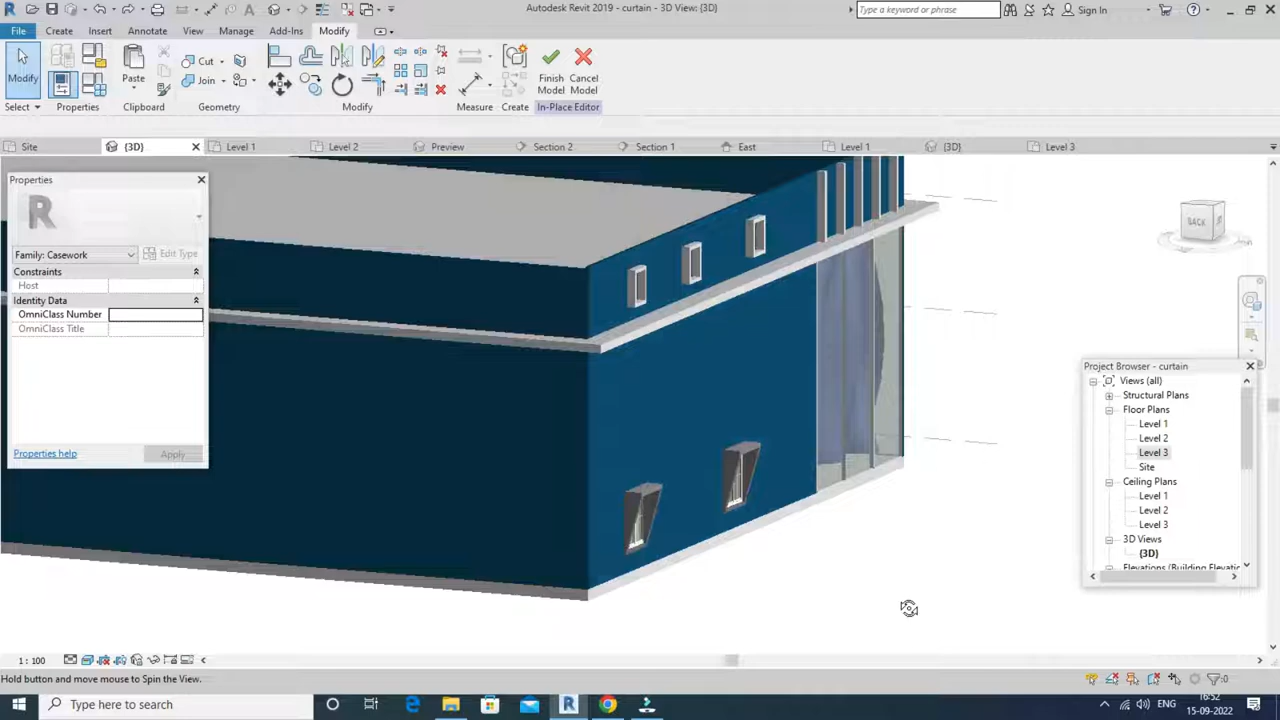 Autodesk Revit 2019 - curtain - 3D View: {3D}
Type a keyword or phrase
Sign In
File Create Insert Annotate View Manage Add-Ins Modify
Modify
Paste
Cut
Join
Finish Model
Cancel Model
Select Properties Clipboard Geometry Modify Measure Create In-Place Editor
Site {3D} Level 1 Level 2 Preview Section 2 Section 1 East Level 1 {3D} Level 3
Properties
R
Family: Casework
Edit Type
Constraints
Host
Identity Data
OmniClass Number
OmniClass Title
Properties help
Apply
BACK
Project Browser - curtain
Views (all)
Structural Plans
Floor Plans
Level 1
Level 2
Level 3
Site
Ceiling Plans
Level 1
Level 2
Level 3
3D Views
{3D}
Elevations (Building Elevatio
1 : 100
Hold button and move mouse to Spin the View.
:0
Type here to search
ENG
16:52
15-09-2022